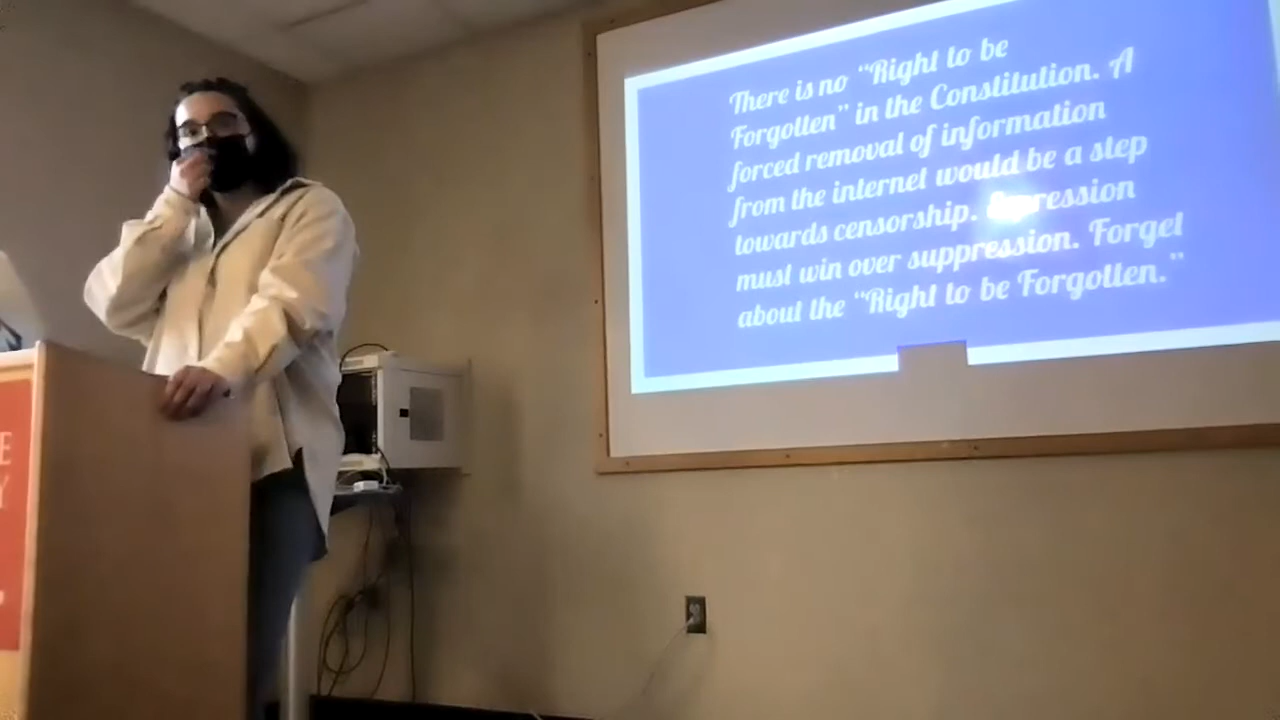 There is no “Right to be
Forgotten” in the Constitution. A
forced removal of information
from the internet would be a step
towards censorship.
must win over suppression. Forget
about the “Right to be Forgotten.”
E
Y